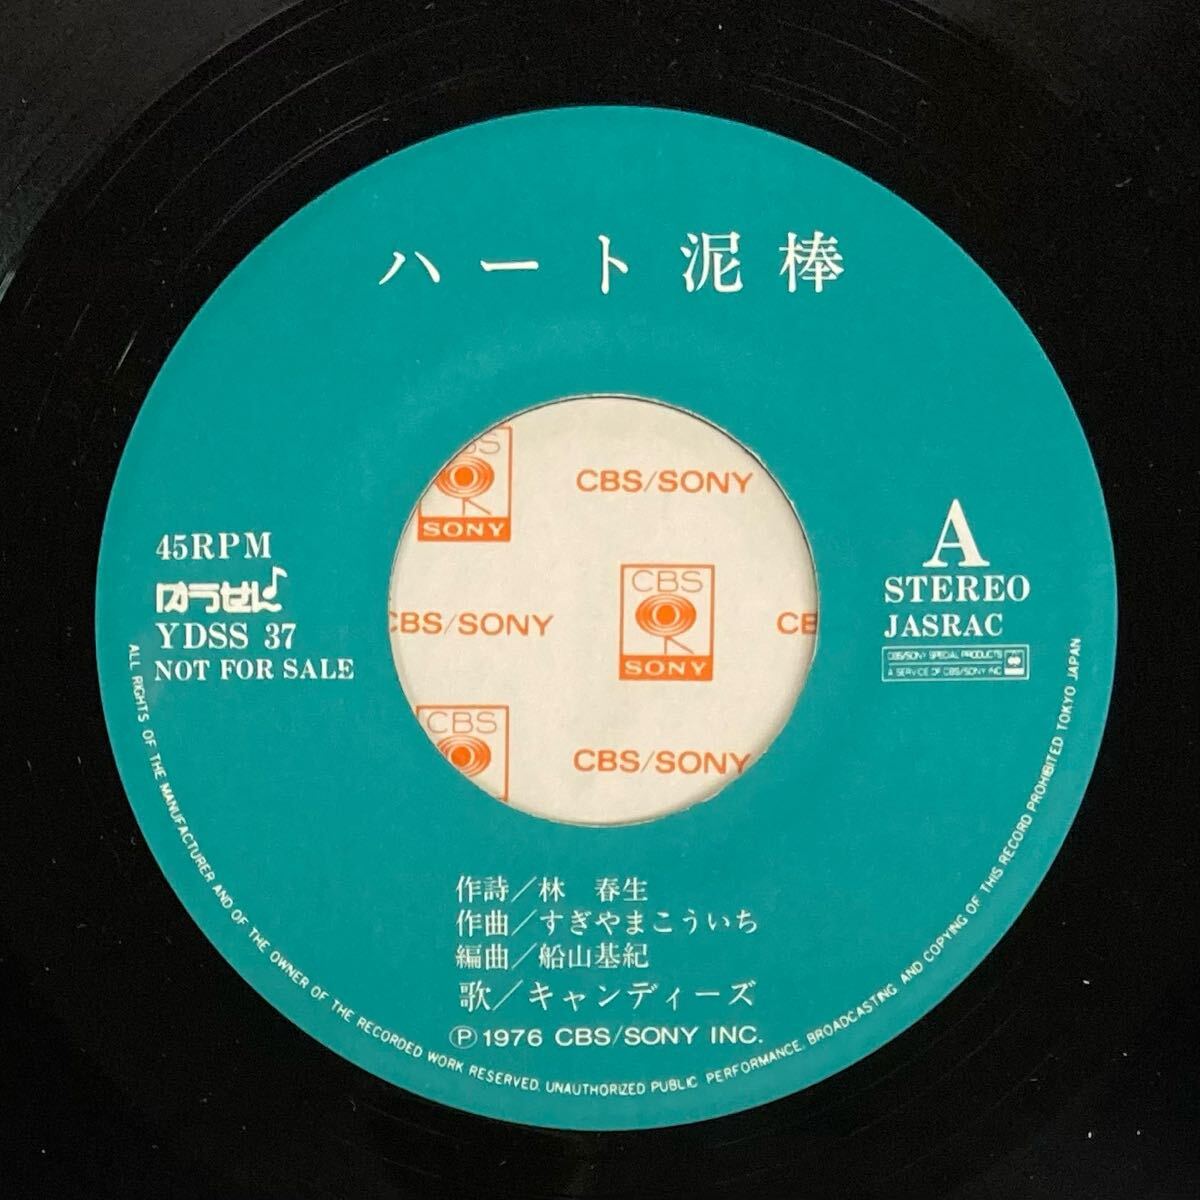 ハート泥棒
45RPM
ゆうせん
YDSS 37
NOT FOR SALE
A
STEREO
JASRAC
CBS/SONY SPECIAL PRODUCTS
A SERVICE OF CBS/SONY INC
CBS
SONY
CBS/SONY
CBS/SONY
CBS
SONY
CBS
CBS/SONY
作詩/林 春生
作曲/すぎやまこういち
編曲/船山基紀
歌/キャンディーズ
Ⓟ1976 CBS/SONY INC.
ALL RIGHTS OF THE MANUFACTURER AND OF THE OWNER OF THE RECORDED WORK RESERVED. UNAUTHORIZED PUBLIC PERFORMANCE, BROADCASTING AND COPYING OF THIS RECORD PROHIBITED TOKYO JAPAN